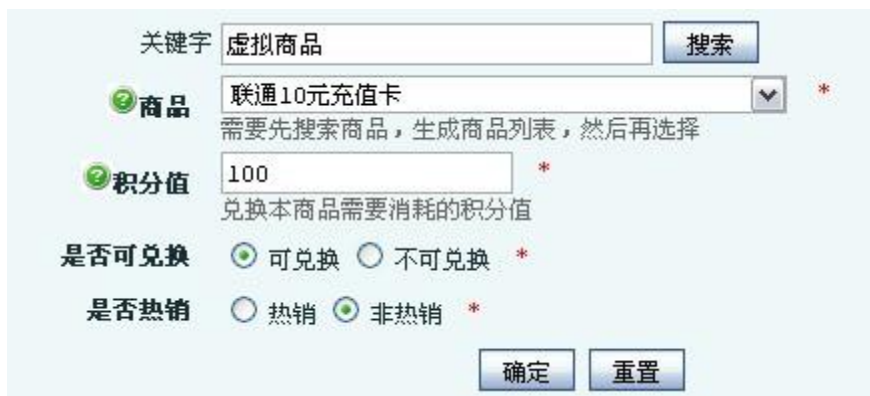 关键字 虚拟商品 搜索
商品 联通10元充值卡 *
需要先搜索商品，生成商品列表，然后再选择
积分值 100 *
兑换本商品需要消耗的积分值
是否可兑换 可兑换 不可兑换 *
是否热销 热销 非热销 *
确定 重置